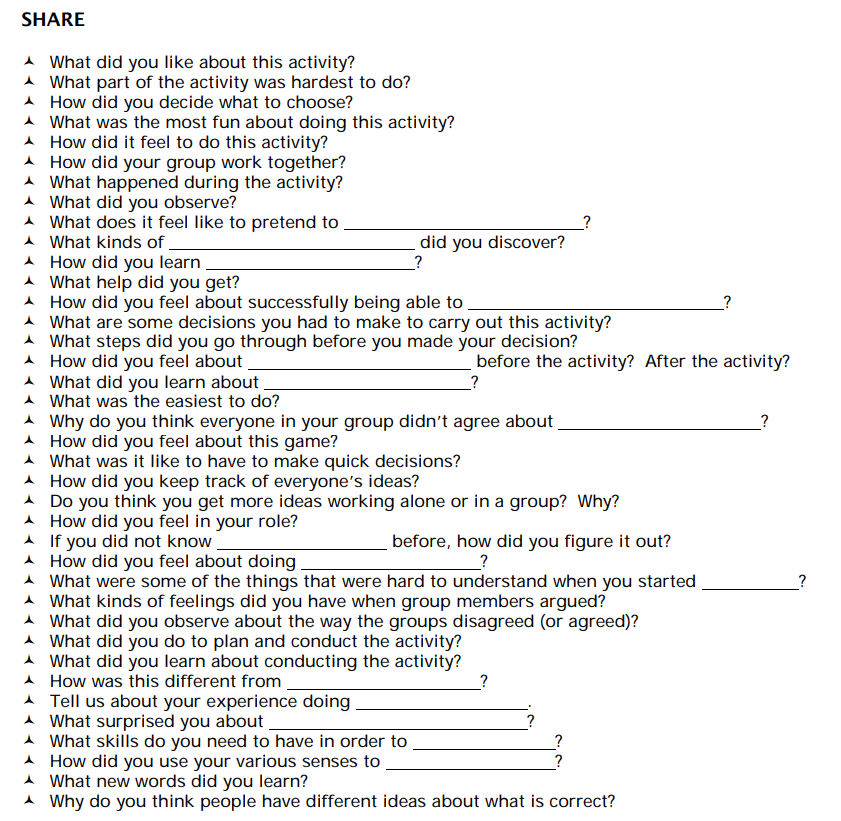 SHARE
What did you like about this activity?
What part of the activity was hardest to do?
How did you decide what to choose?
What was the most fun about doing this activity?
How did it feel to do this activity?
How did your group work together?
What happened during the activity?
What did you observe?
What does it feel like to pretend to ____________________________?
What kinds of _____________________________ did you discover?
How did you learn _________________________?
What help did you get?
How did you feel about successfully being able to ______________________________?
What are some decisions you had to make to carry out this activity?
What steps did you go through before you made your decision?
How did you feel about __________________________ before the activity?  After the activity?
What did you learn about ________________________?
What was the easiest to do?
Why do you think everyone in your group didn't agree about ________________________?
How did you feel about this game?
What was it like to have to make quick decisions?
How did you keep track of everyone's ideas?
Do you think you get more ideas working alone or in a group?  Why?
How did you feel in your role?
If you did not know ____________________ before, how did you figure it out?
How did you feel about doing _____________________?
What were some of the things that were hard to understand when you started ___________?
What kinds of feelings did you have when group members argued?
What did you observe about the way the groups disagreed (or agreed)?
What did you do to plan and conduct the activity?
What did you learn about conducting the activity?
How was this different from _______________________?
Tell us about your experience doing ____________________.
What surprised you about ______________________________?
What skills do you need to have in order to _________________?
How did you use your various senses to ____________________?
What new words did you learn?
Why do you think people have different ideas about what is correct?